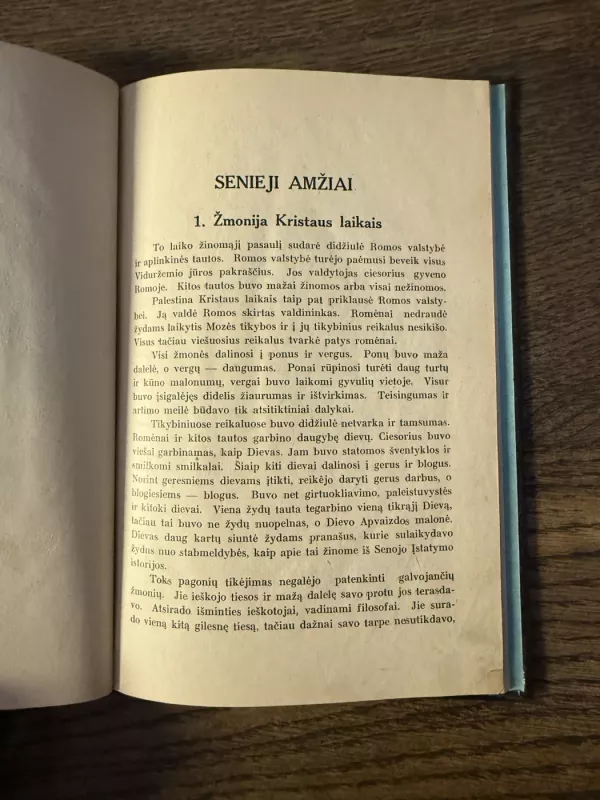 SENIEJI AMŽIAI
1. Žmonija Kristaus laikais
To laiko žinomąjį pasaulį sudarė didžiulė Romos valstybė
ir aplinkinės tautos. Romos valstybė turėjo paėmusi beveik visus
Viduržemio jūros pakraščius. Jos valdytojas ciesorius gyveno
Romoje. Kitos tautos buvo mažai žinomos arba visai nežinomos.
Palestina Kristaus laikais taip pat priklausė Romos valsty-
bei. Ją valdė Romos skirtas valdininkas. Romėnai nedraudė
žydams laikytis Mozės tikybos ir į jų tikybinius reikalus nesikišo.
Visus tačiau viešuosius reikalus tvarkė patys romėnai.
Visi žmonės dalinosi į ponus ir vergus. Ponų buvo maža
dalelė, o vergų — daugumas. Ponai rūpinosi turėti daug turtų
ir kūno malonumų, vergai buvo laikomi gyvulių vietoje. Visur
buvo įsigalėjęs didelis žiaurumas ir ištvirkimas. Teisingumas ir
artimo meilė būdavo tik atsitiktiniai dalykai.
Tikybiniuose reikaluose buvo didžiulė netvarka ir tamsumas.
Romėnai ir kitos tautos garbino daugybę dievų. Ciesorius buvo
viešai garbinamas, kaip Dievas. Jam buvo statomos šventyklos ir
smilkomi smilkalai. Šiaip kiti dievai dalinosi į gerus ir blogus.
Norint geresniems dievams įtikti, reikėjo daryti gerus darbus, o
blogiesiems — blogus. Buvo net girtuokliavimo, paleistuvystės
ir kitoki dievai. Viena žydų tauta tegarbino vieną tikrąjį Dievą,
tačiau tai buvo ne žydų nuopelnas, o Dievo Apvaizdos malonė.
Dievas daug kartų siuntė žydams pranašus, kurie sulaikydavo
žydus nuo stabmeldybės, kaip apie tai žinome iš Senojo Įstatymo
istorijos.
Toks pagonių tikėjimas negalėjo patenkinti galvojančių
žmonių. Jie ieškojo tiesos ir mažą dalelę savo protu jos terasda-
vo. Atsirado išminties ieškotojai, vadinami filosofai. Jie sura-
do vieną kitą gilesnę tiesą, tačiau dažnai savo tarpe nesutikdavo,